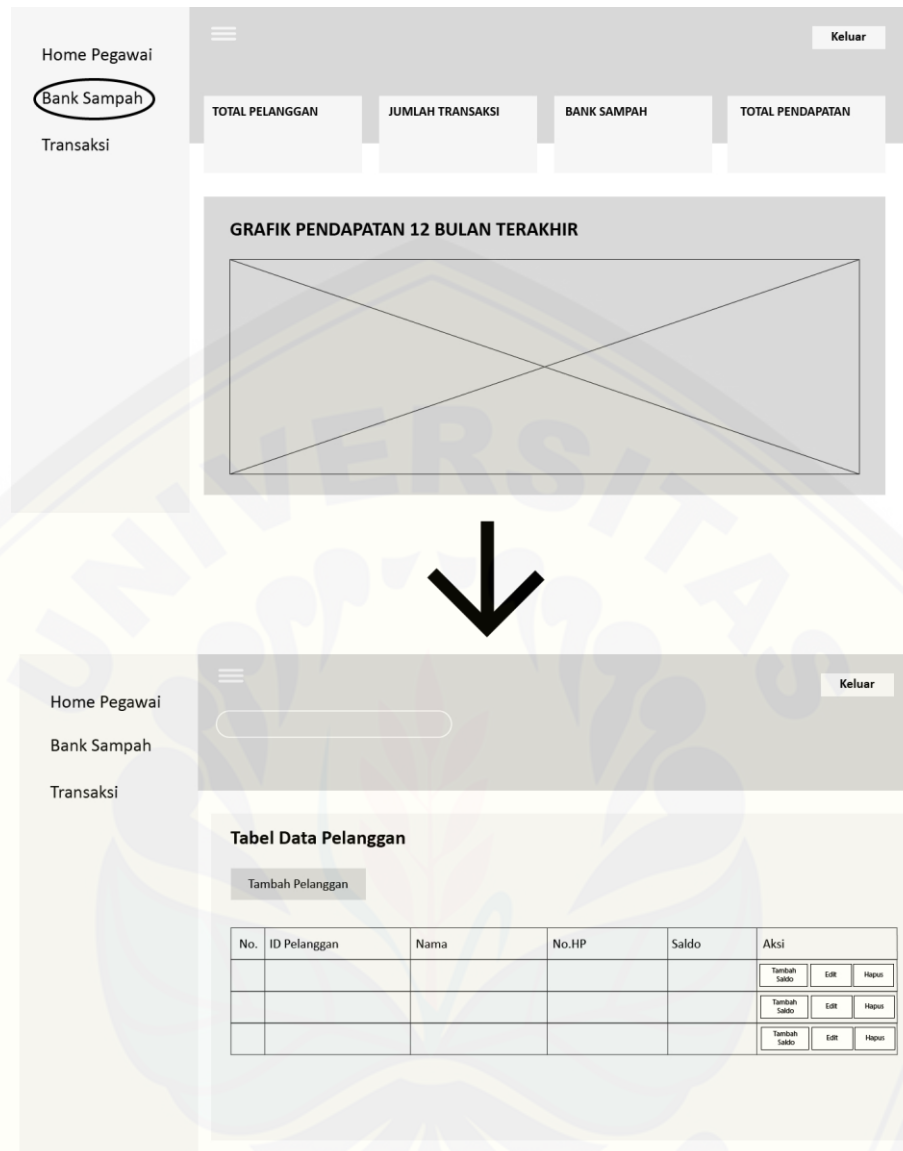 Home Pegawai
Bank Sampah
Transaksi
Keluar
TOTAL PELANGGAN
JUMLAH TRANSAKSI
BANK SAMPAH
TOTAL PENDAPATAN
GRAFIK PENDAPATAN 12 BULAN TERAKHIR
UNIVERSITAS
Home Pegawai
Bank Sampah
Transaksi
Keluar
Tabel Data Pelanggan
Tambah Pelanggan
No. ID Pelanggan Nama No.HP Saldo Aksi
Tambah Saldo Edit Hapus
Tambah Saldo Edit Hapus
Tambah Saldo Edit Hapus